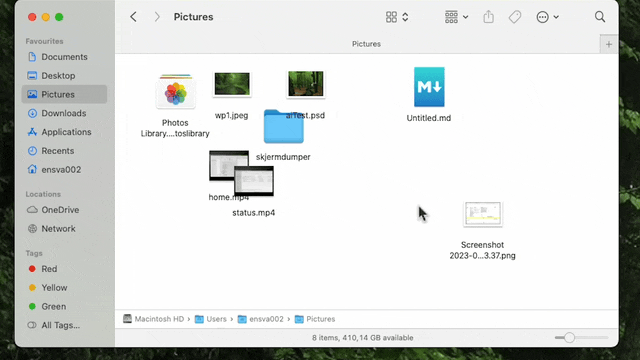 Pictures
Favourites
Documents
Desktop
Pictures
Downloads
Applications
Recents
ensva002
Locations
OneDrive
Network
Tags
Red
Yellow
Green
All Tags...
Pictures
Photos
Library....toslibrary
wp1.jpeg
aiTest.psd
Untitled.md
skjermdumper
home.mp4
status.mp4
Screenshot
2023-0...3.37.png
Macintosh HD > Users > ensva002 > Pictures
8 items, 410,14 GB available